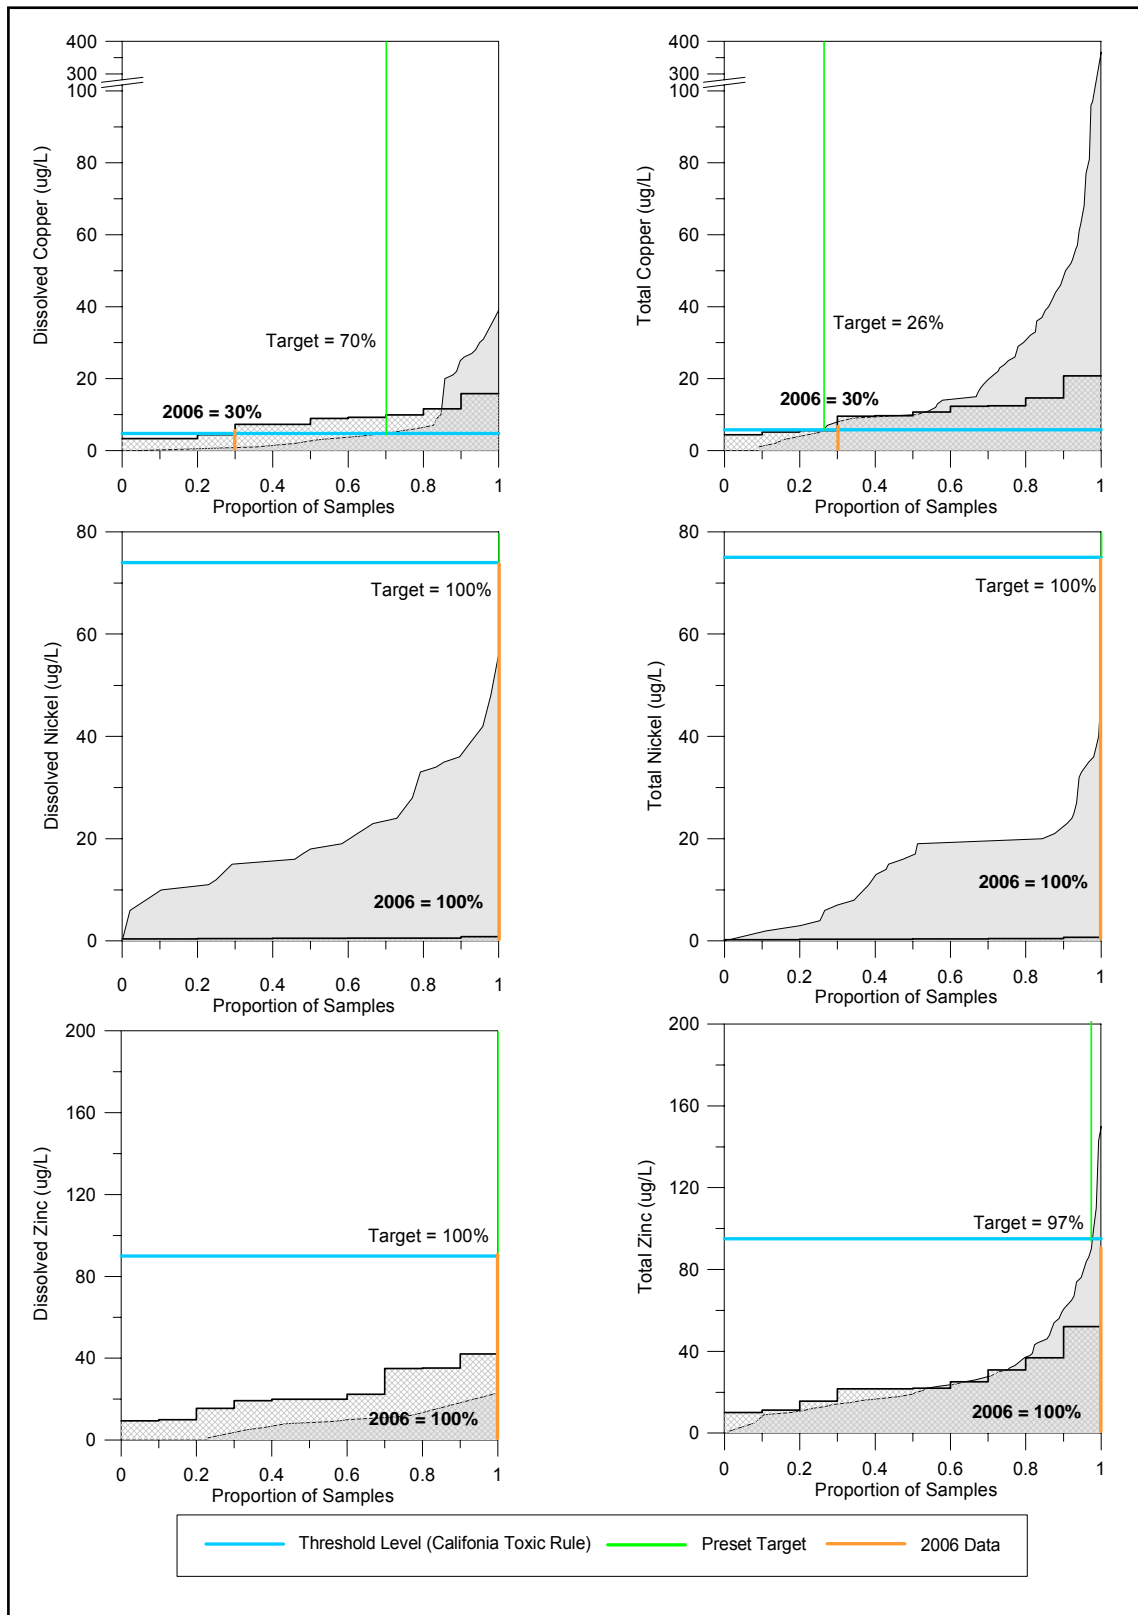 400
300
100
80
60
40
20
0
Dissolved Copper (ug/L)
Target = 70%
2006 = 30%
0 0.2 0.4 0.6 0.8 1
Proportion of Samples
400
300
100
80
60
40
20
0
Total Copper (ug/L)
Target = 26%
2006 = 30%
0 0.2 0.4 0.6 0.8 1
Proportion of Samples
80
60
40
20
0
Dissolved Nickel (ug/L)
Target = 100%
2006 = 100%
0 0.2 0.4 0.6 0.8 1
Proportion of Samples
80
60
40
20
0
Total Nickel (ug/L)
Target = 100%
2006 = 100%
0 0.2 0.4 0.6 0.8 1
Proportion of Samples
200
160
120
80
40
0
Dissolved Zinc (ug/L)
Target = 100%
2006 = 100%
0 0.2 0.4 0.6 0.8 1
Proportion of Samples
200
160
120
80
40
0
Total Zinc (ug/L)
Target = 97%
2006 = 100%
0 0.2 0.4 0.6 0.8 1
Proportion of Samples
Threshold Level (Califonia Toxic Rule) Preset Target 2006 Data